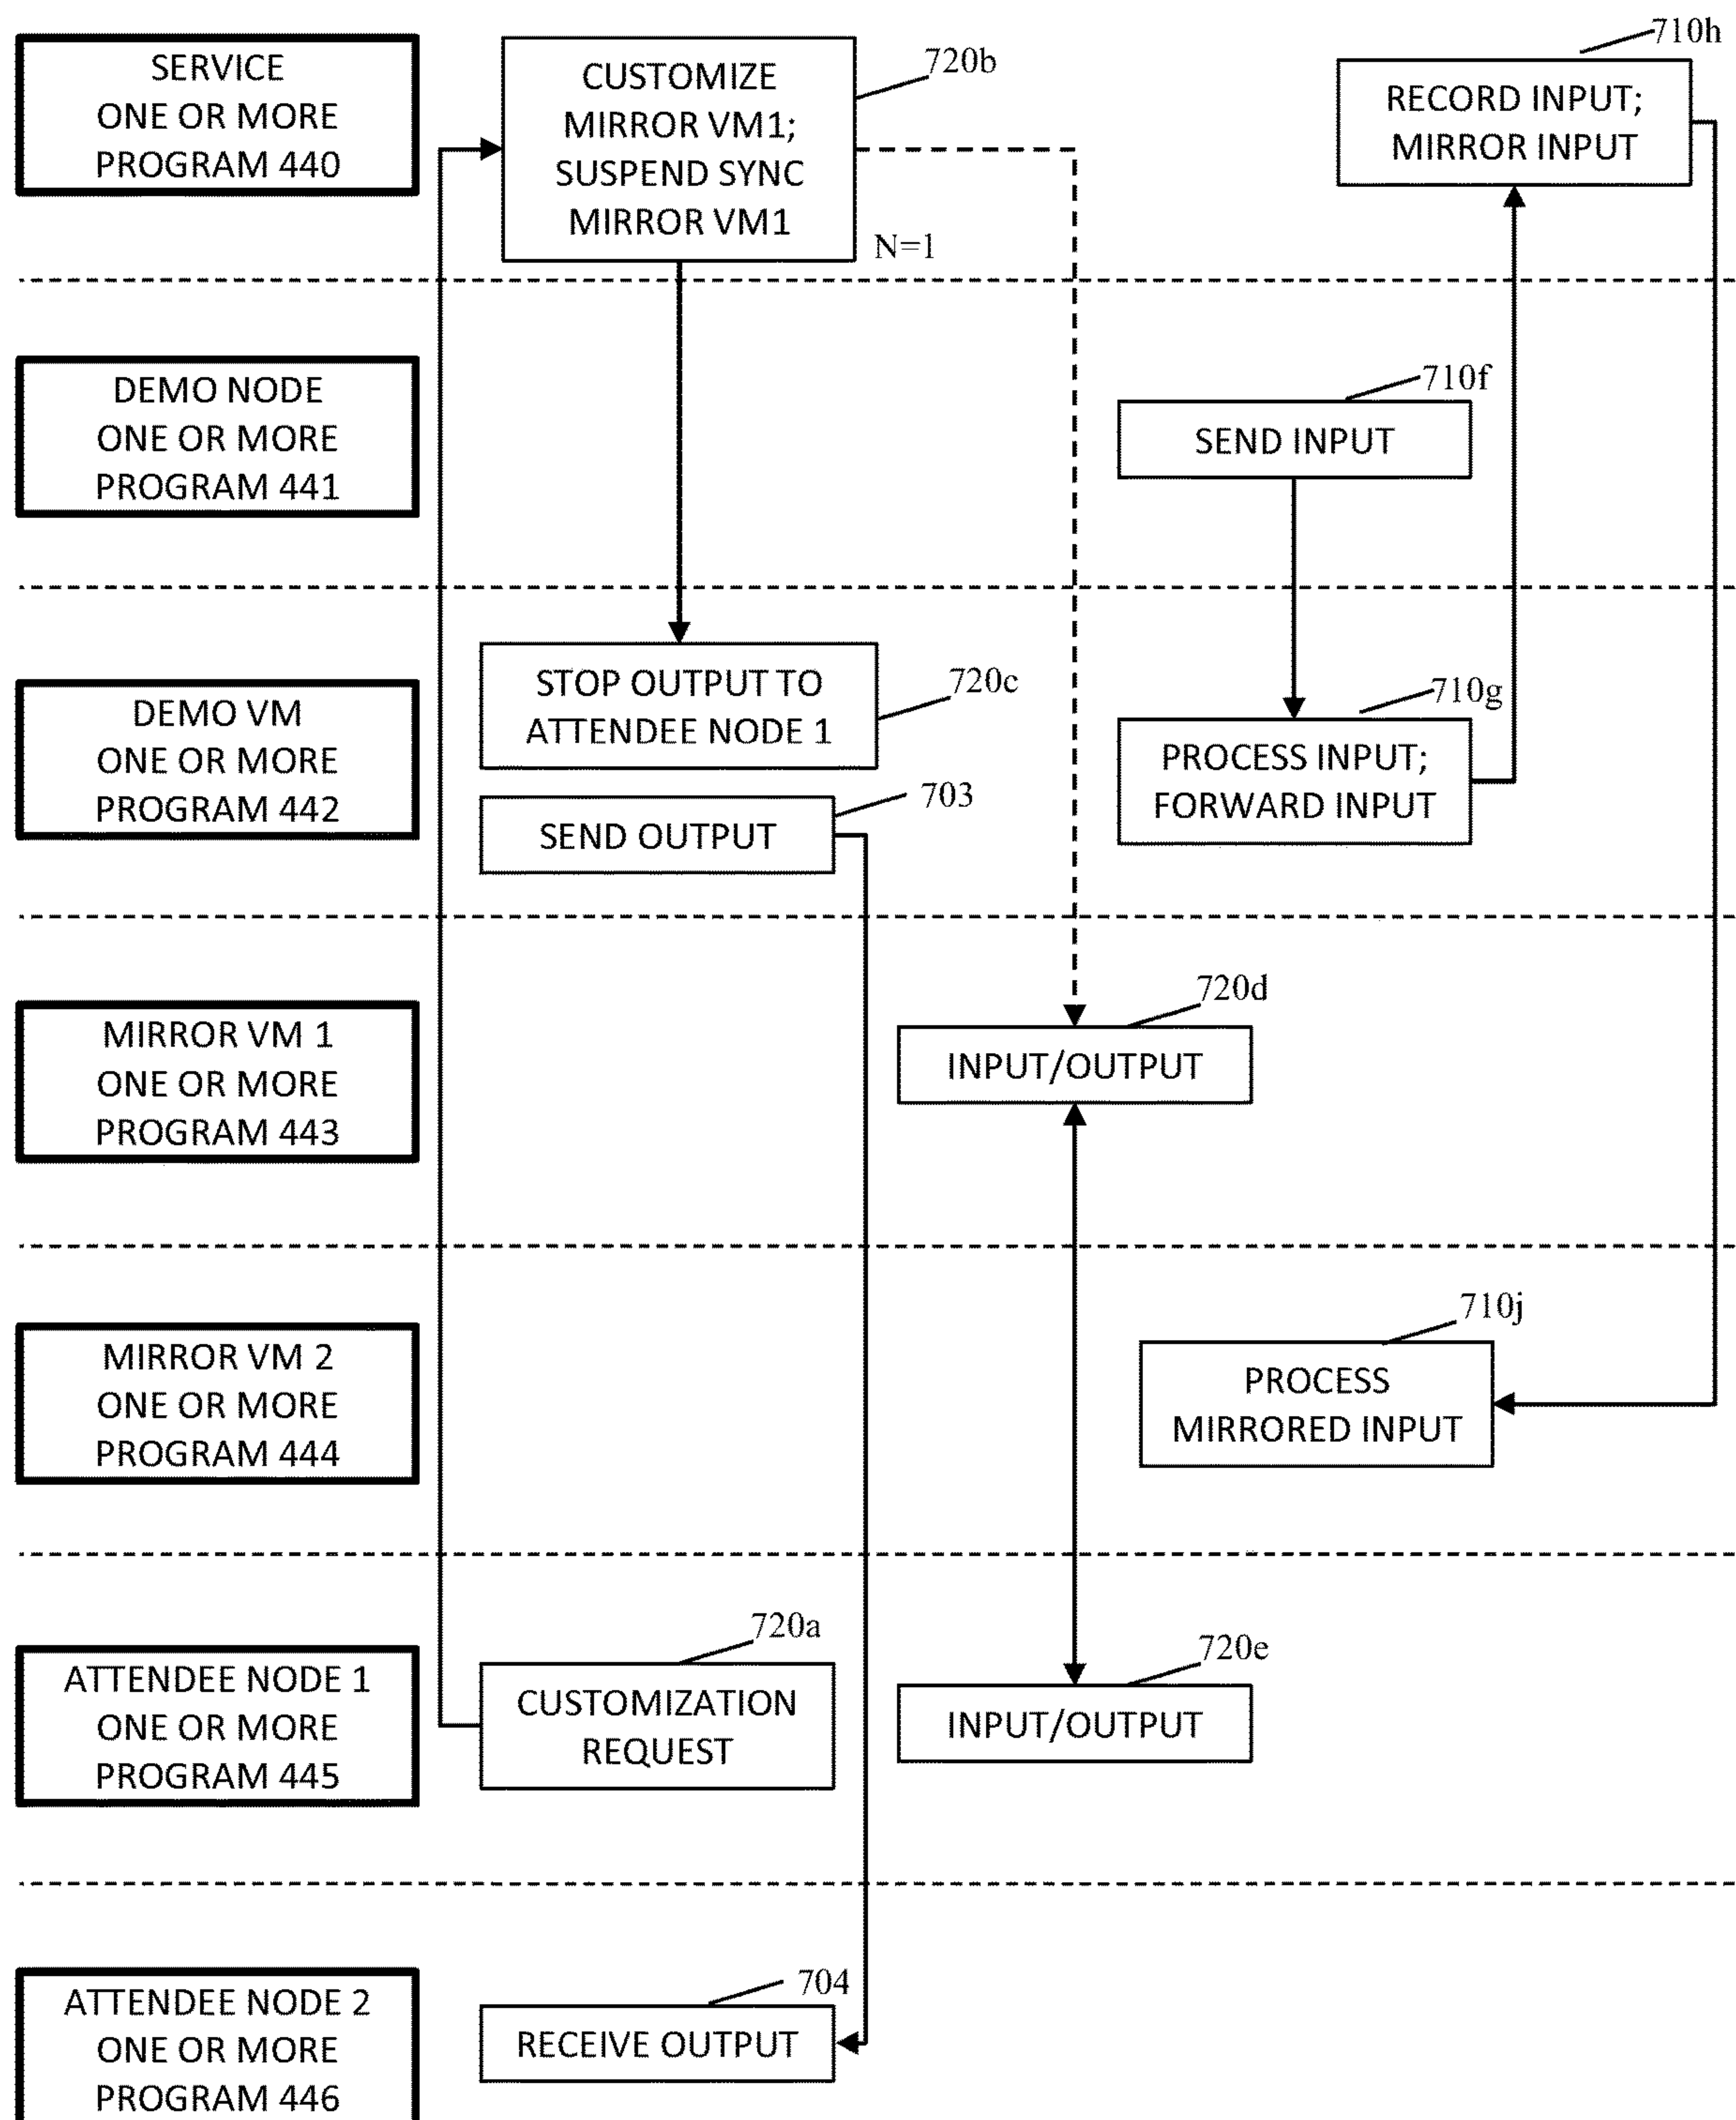 SERVICE
ONE OR MORE
PROGRAM 440
CUSTOMIZE
MIRROR VM1;
SUSPEND SYNC
MIRROR VM1
720b
N=1
RECORD INPUT;
MIRROR INPUT
710h
DEMO NODE
ONE OR MORE
PROGRAM 441
SEND INPUT
710f
DEMO VM
ONE OR MORE
PROGRAM 442
STOP OUTPUT TO
ATTENDEE NODE 1
720c
SEND OUTPUT
703
PROCESS INPUT;
FORWARD INPUT
710g
MIRROR VM 1
ONE OR MORE
PROGRAM 443
INPUT/OUTPUT
720d
MIRROR VM 2
ONE OR MORE
PROGRAM 444
PROCESS
MIRRORED INPUT
710j
ATTENDEE NODE 1
ONE OR MORE
PROGRAM 445
CUSTOMIZATION
REQUEST
720a
INPUT/OUTPUT
720e
ATTENDEE NODE 2
ONE OR MORE
PROGRAM 446
RECEIVE OUTPUT
704